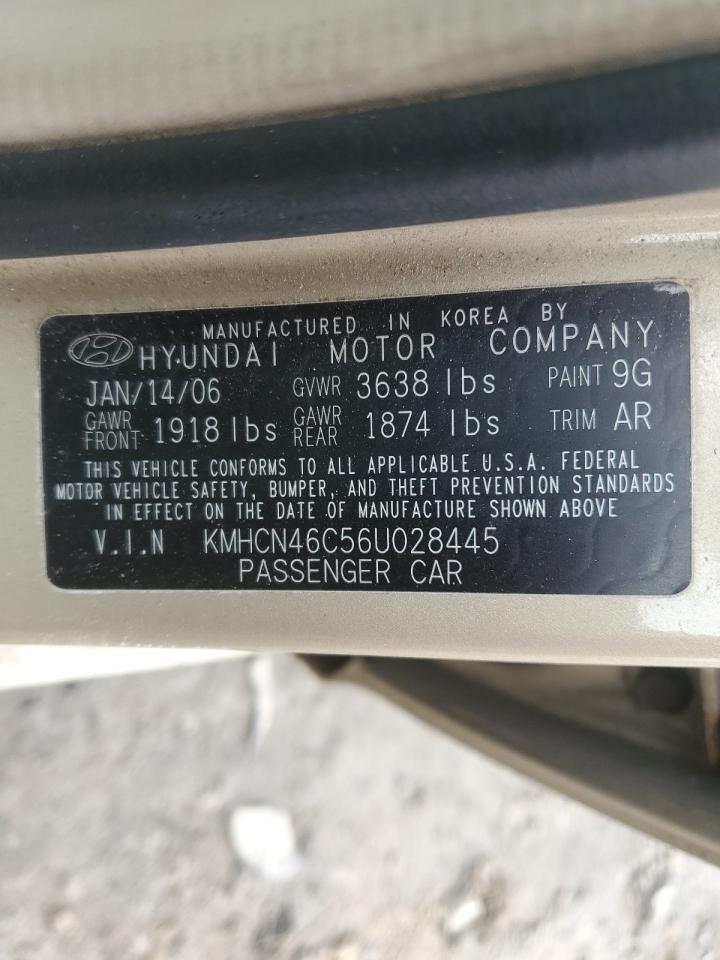 MANUFACTURED IN KOREA BY
HYUNDAI MOTOR COMPANY
JAN/14/06 GVWR 3638 lbs PAINT 9G
GAWR FRONT 1918 lbs GAWR REAR 1874 lbs TRIM AR
THIS VEHICLE CONFORMS TO ALL APPLICABLE U.S.A. FEDERAL
MOTOR VEHICLE SAFETY, BUMPER, AND THEFT PREVENTION STANDARDS
IN EFFECT ON THE DATE OF MANUFACTURE SHOWN ABOVE
V.I.N KMHCN46C56U028445
PASSENGER CAR